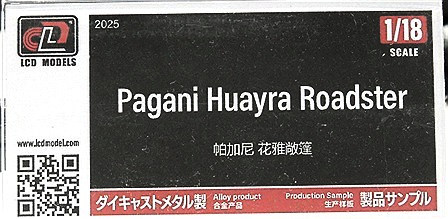 LCD MODELS
2025
1/18
SCALE
Pagani Huayra Roadster
帕加尼 花雅敞篷
www.lcdmodel.com
ダイキャストメタル製
Alloy product
合金产品
Production Sample
生产样板
製品サンプル